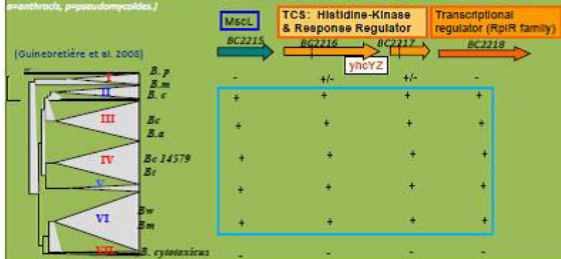 a=anthracis, p=pseudomycoides.)
MscL
TCS: Histidine-Kinase
& Response Regulator
Transcriptional
regulator (RpiR family)
BC2215
BC2216
BC2217
BC2218
yhcYZ
(Guinebretière et al. 2008)
I B. p - +/- +/- -
B.m
II B. c + + + +
III Bc
B.a + + + +
IV Bc 14579 + + + +
Bt
V + + + +
VI Bw
Bm + + + +
VII B. cytotoxicus - - - -